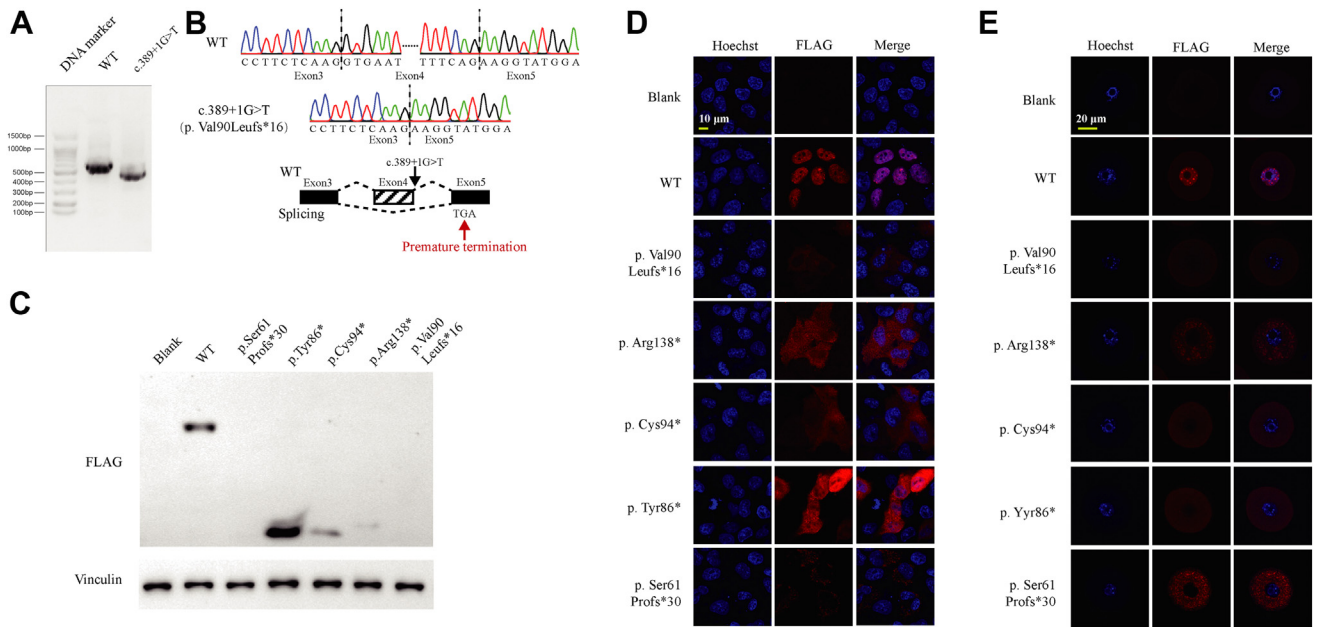 A
DNA marker
WT
c.389+1G>T
1500bp
1000bp
500bp
400bp
300bp
200bp
100bp
B
WT
CCTTCTCAAGGTGAAT TTTCAGAAGGTATGGA
Exon3 Exon4 Exon5
c.389+1G>T
(p. Val90Leufs*16)
CCTTCTCAAGAAGGTATGGA
Exon3 Exon5
c.389+1G>T
WT
Exon3 Exon4 Exon5
Splicing
TGA
Premature termination
C
Blank
WT
p.Ser61
Profs*30
p.Tyr86*
p.Cys94*
p.Arg138*
p.Val90
Leufs*16
FLAG
Vinculin
D
Hoechst FLAG Merge
Blank
10 μm
WT
p. Val90
Leufs*16
p. Arg138*
p. Cys94*
p. Tyr86*
p. Ser61
Profs*30
E
Hoechst FLAG Merge
Blank
20 μm
WT
p. Val90
Leufs*16
p. Arg138*
p. Cys94*
p. Yyr86*
p. Ser61
Profs*30